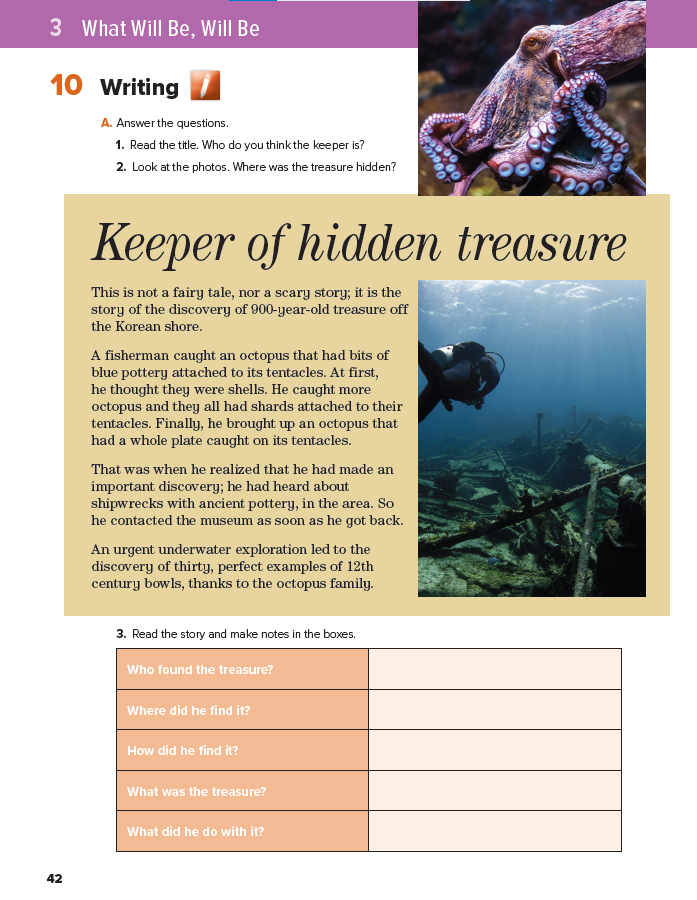 3 What Will Be, Will Be
10 Writing
A. Answer the questions.
1. Read the title. Who do you think the keeper is?
2. Look at the photos. Where was the treasure hidden?
Keeper of hidden treasure
This is not a fairy tale, nor a scary story; it is the
story of the discovery of 900-year-old treasure off
the Korean shore.
A fisherman caught an octopus that had bits of
blue pottery attached to its tentacles. At first,
he thought they were shells. He caught more
octopus and they all had shards attached to their
tentacles. Finally, he brought up an octopus that
had a whole plate caught on its tentacles.
That was when he realized that he had made an
important discovery; he had heard about
shipwrecks with ancient pottery, in the area. So
he contacted the museum as soon as he got back.
An urgent underwater exploration led to the
discovery of thirty, perfect examples of 12th
century bowls, thanks to the octopus family.
3. Read the story and make notes in the boxes.
Who found the treasure?
Where did he find it?
How did he find it?
What was the treasure?
What did he do with it?
42